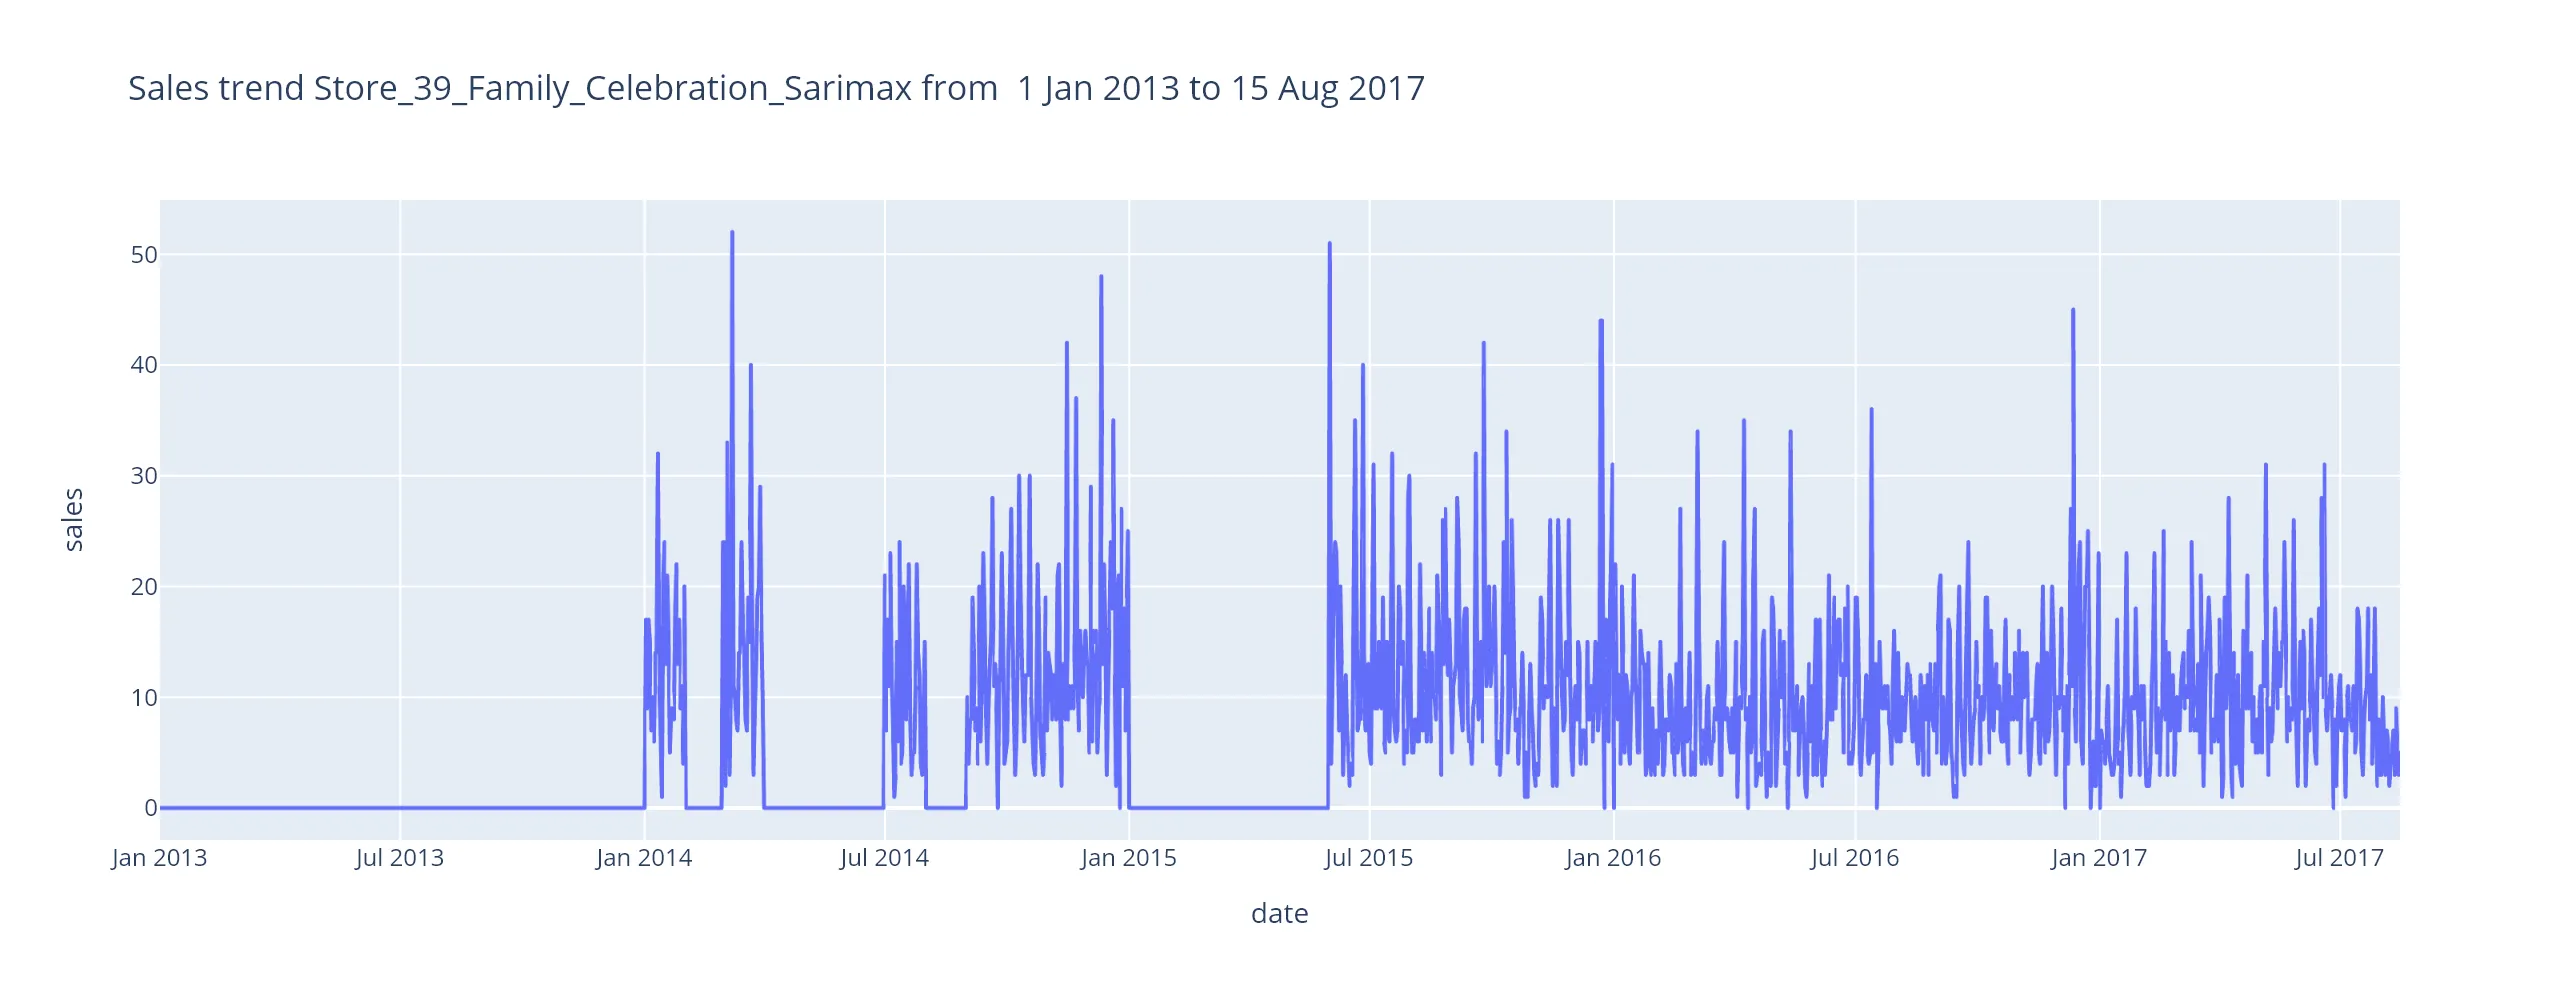 Sales trend Store_39_Family_Celebration_Sarimax from  1 Jan 2013 to 15 Aug 2017
50
40
30
20
10
0
sales
Jan 2013 Jul 2013 Jan 2014 Jul 2014 Jan 2015 Jul 2015 Jan 2016 Jul 2016 Jan 2017 Jul 2017
date